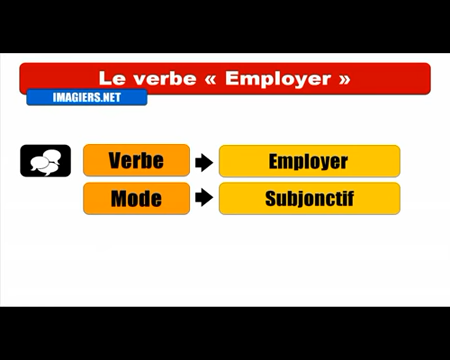 Le verbe « Employer »
IMAGIERS.NET
Verbe Employer
Mode Subjonctif